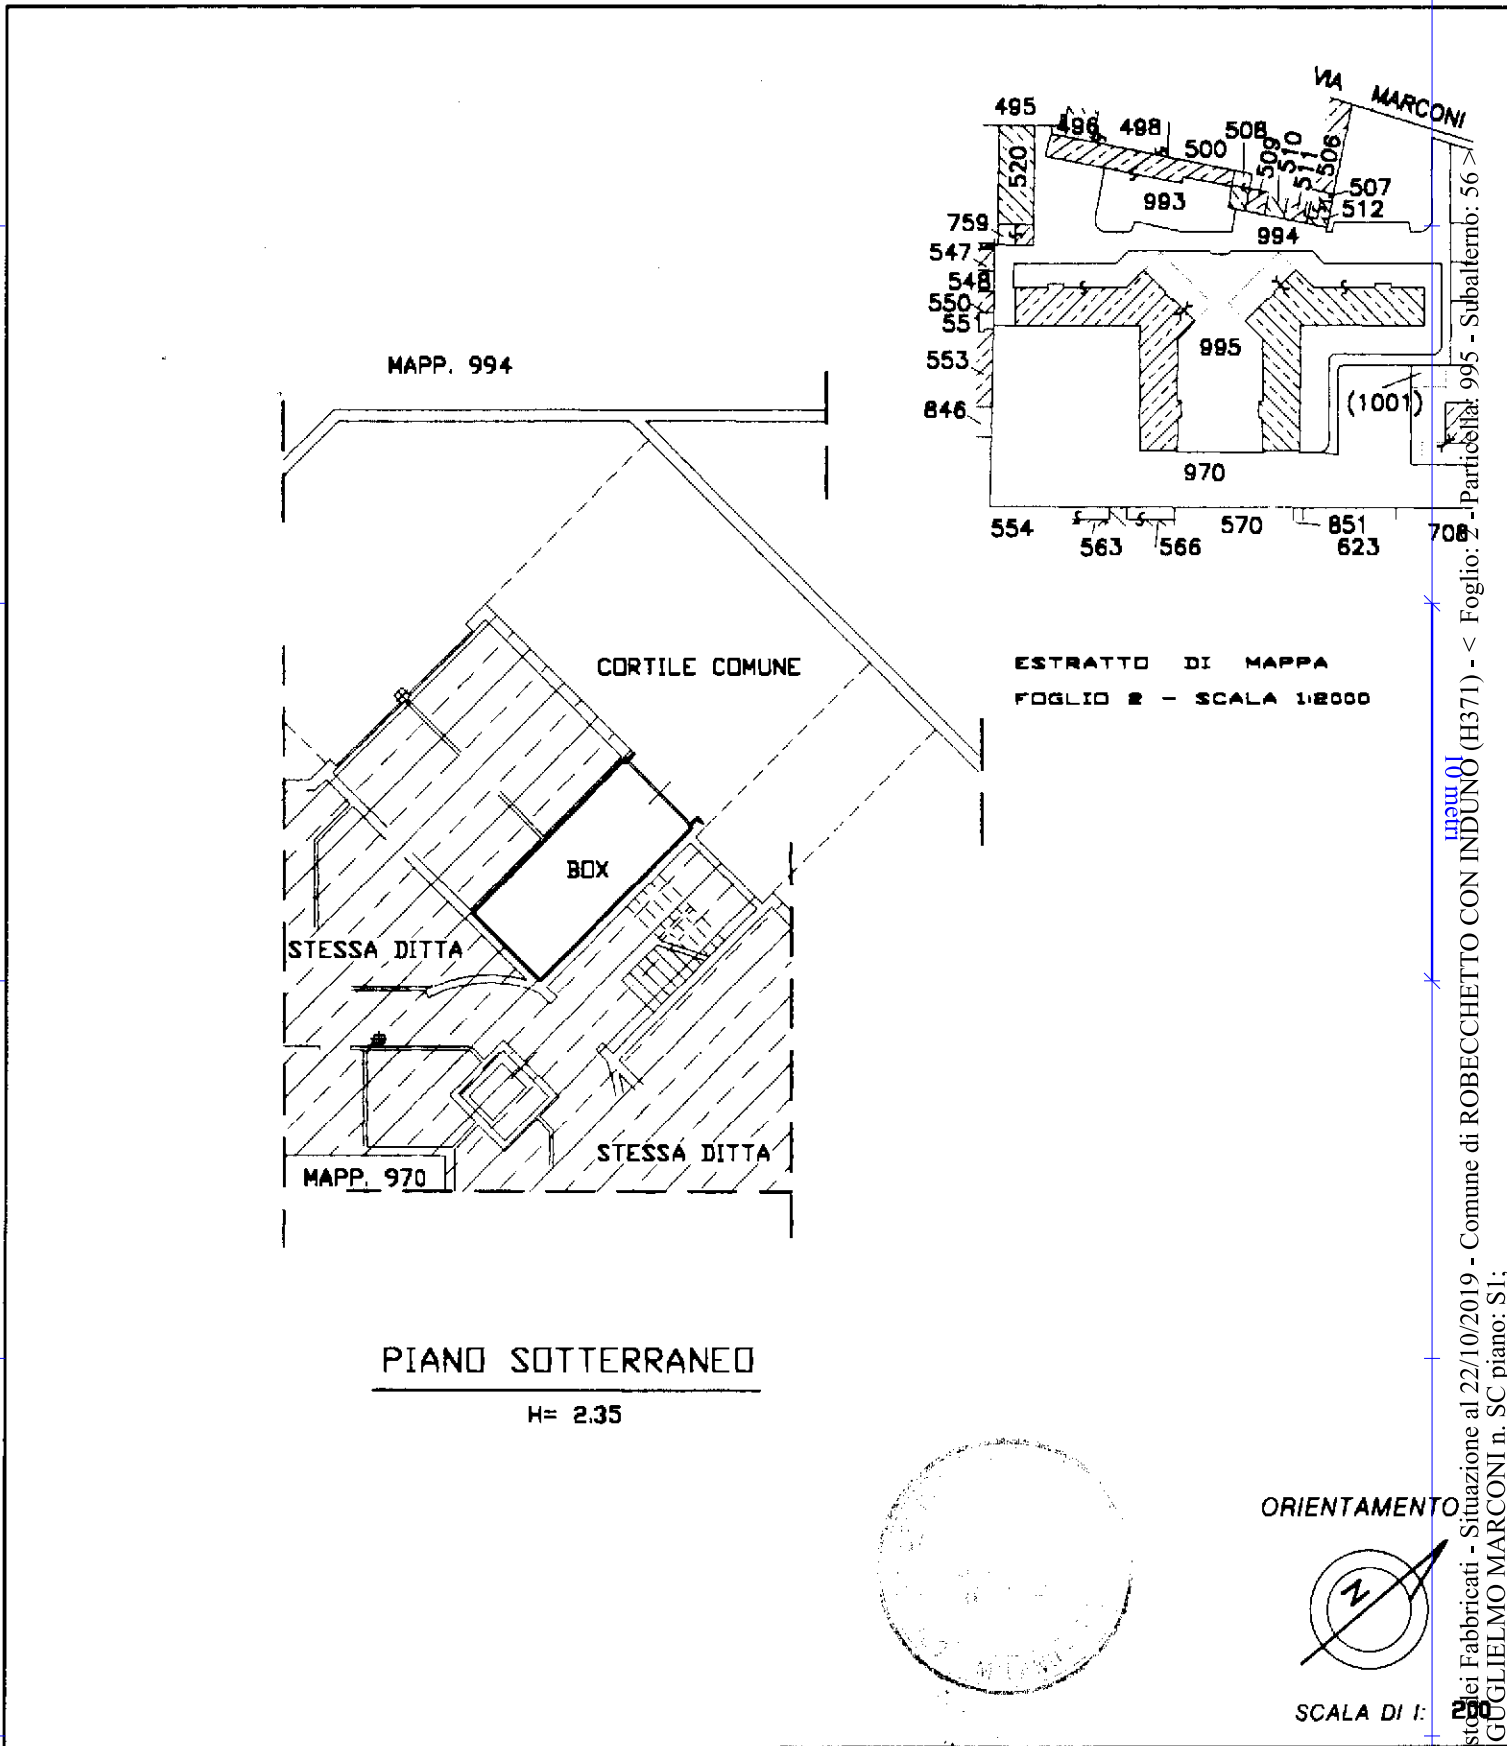 VIA MARCONI
495
496
498
500
508
509
510
511
506
507
512
520
993
994
759
547
548
550
55
553
846
995
(1001)
970
554
563
566
570
851
623
708
ESTRATTO DI MAPPA
FOGLIO 2 - SCALA 1:2000
MAPP. 994
CORTILE COMUNE
BOX
STESSA DITTA
STESSA DITTA
MAPP. 970
PIANO SOTTERRANEO
H= 2.35
ORIENTAMENTO
N
SCALA DI 1: 200
10 metri
sto dei Fabbricati - Situazione al 22/10/2019 - Comune di ROBECCHETTO CON INDUNO (H371) - < Foglio: 2 - Particella: 995 - Subalterno: 56 >
GUGLIELMO MARCONI n. SC piano: S1;